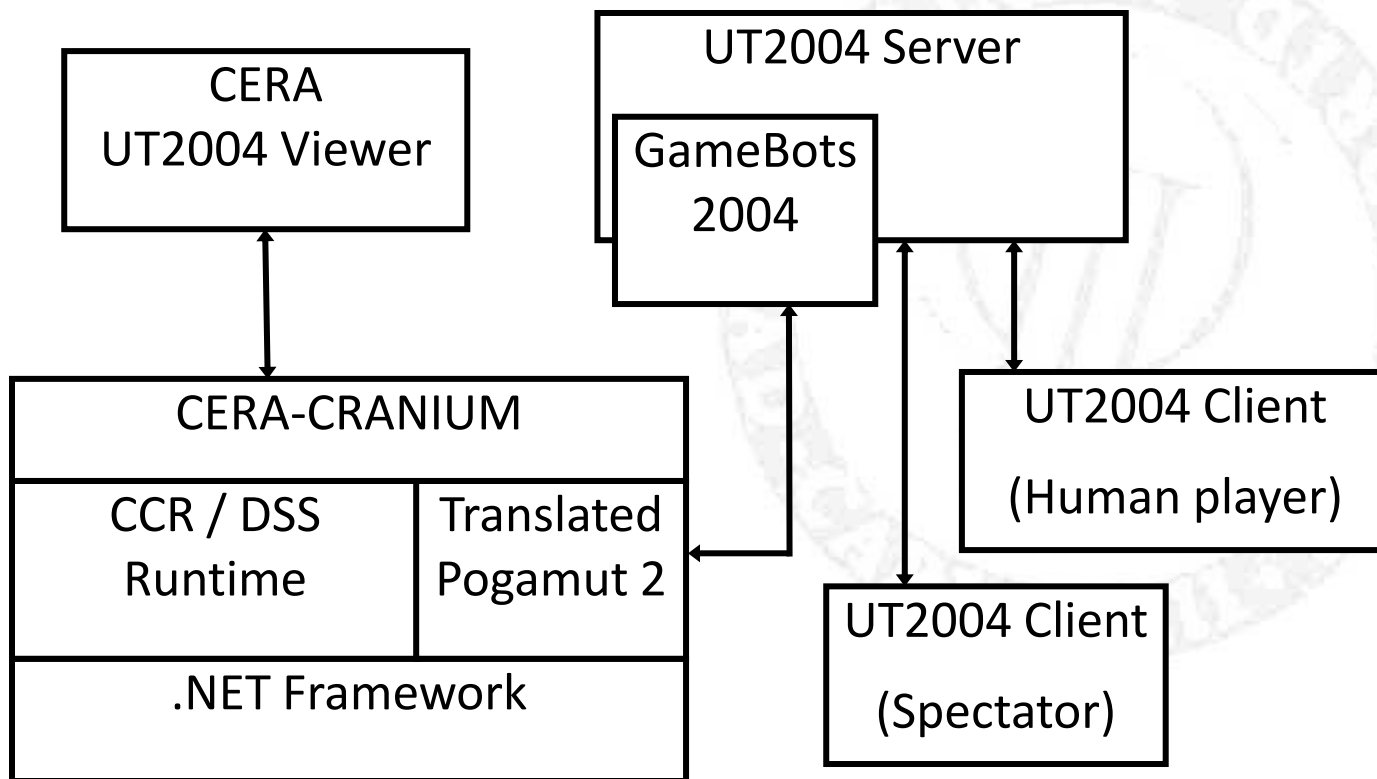 CERA
UT2004 Viewer
UT2004 Server
GameBots
2004
CERA-CRANIUM
CCR / DSS
Runtime
Translated
Pogamut 2
.NET Framework
UT2004 Client
(Human player)
UT2004 Client
(Spectator)